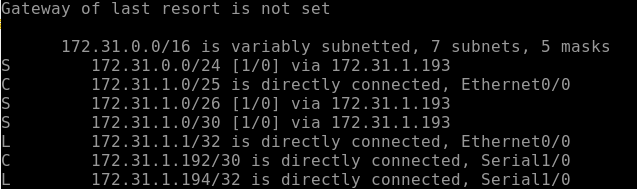 Gateway of last resort is not set
172.31.0.0/16 is variably subnetted, 7 subnets, 5 masks
S 172.31.0.0/24 [1/0] via 172.31.1.193
C 172.31.1.0/25 is directly connected, Ethernet0/0
S 172.31.1.0/26 [1/0] via 172.31.1.193
S 172.31.1.0/30 [1/0] via 172.31.1.193
L 172.31.1.1/32 is directly connected, Ethernet0/0
C 172.31.1.192/30 is directly connected, Serial1/0
L 172.31.1.194/32 is directly connected, Serial1/0